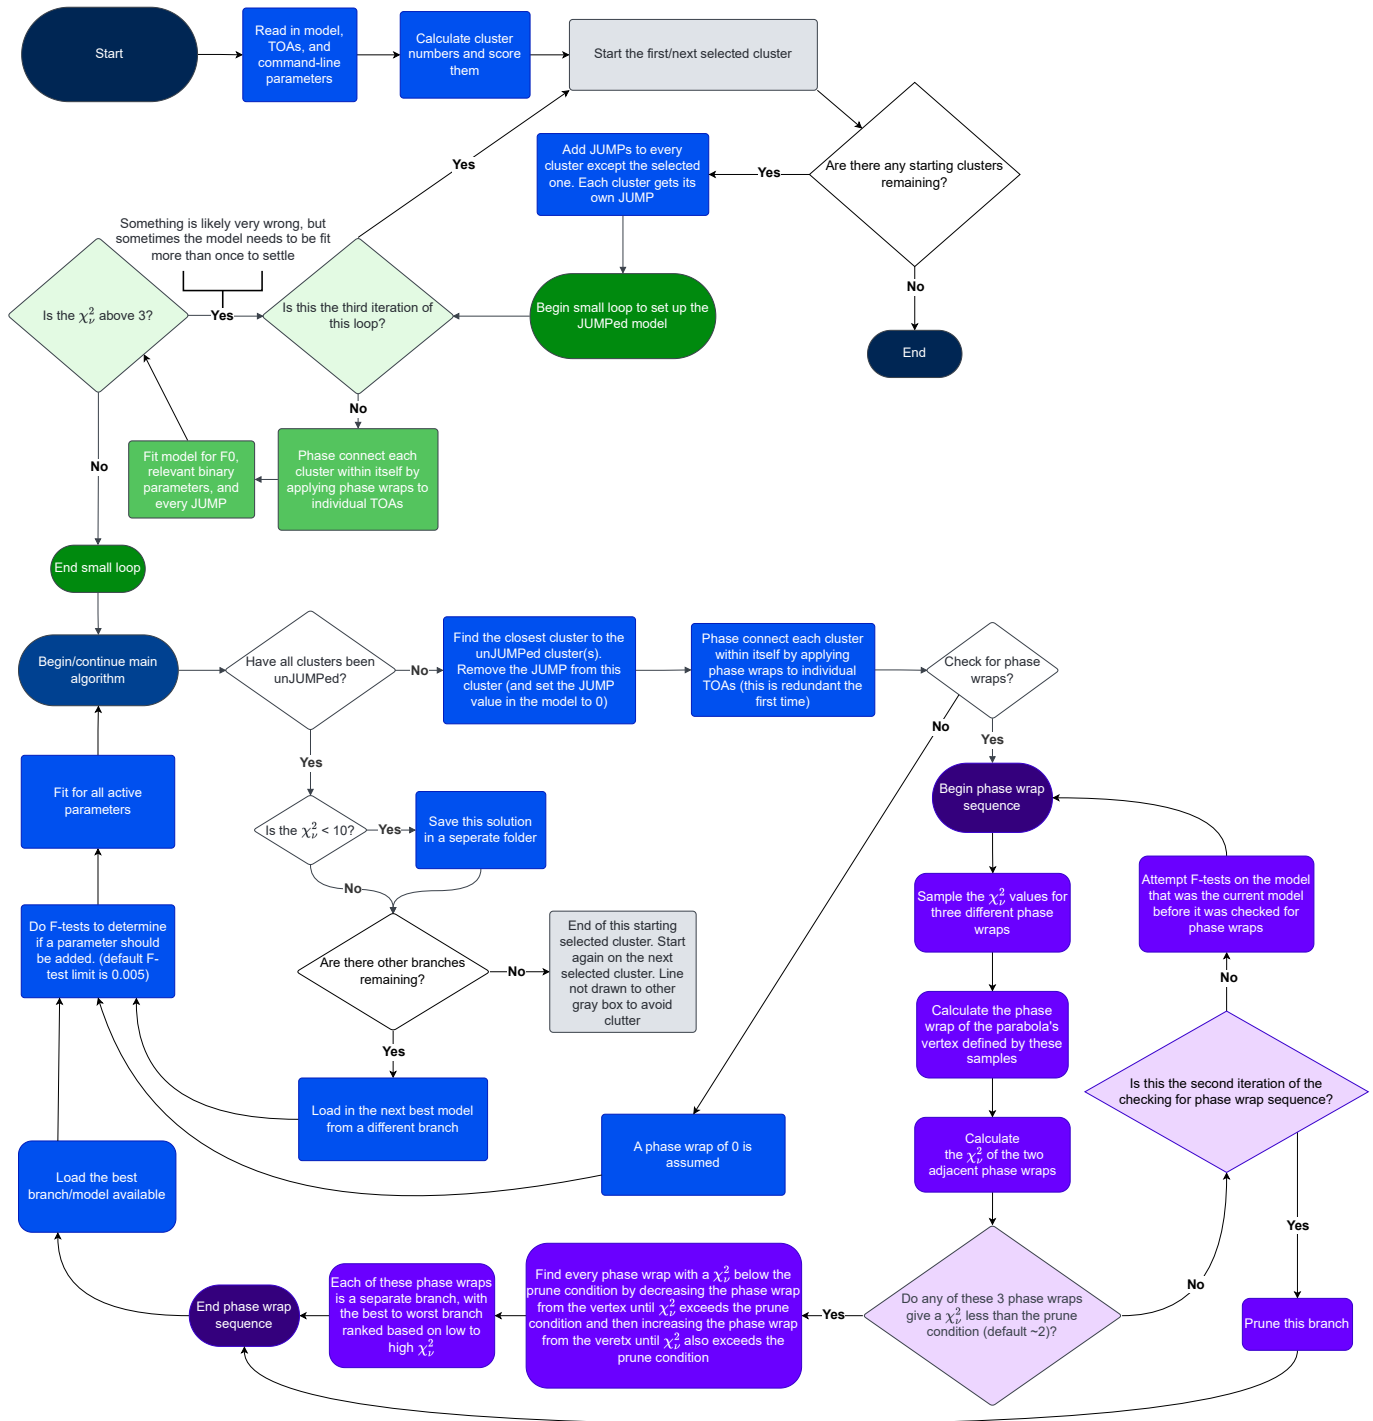 Start
Read in model,
TOAs, and
command-line
parameters
Calculate cluster
numbers and score
them
Start the first/next selected cluster
Are there any starting clusters
remaining?
Yes
No
End
Add JUMPs to every
cluster except the selected
one. Each cluster gets its
own JUMP
Begin small loop to set up the
JUMPed model
Yes
Is this the third iteration of
this loop?
Something is likely very wrong, but
sometimes the model needs to be fit
more than once to settle
Yes
Is the χ²ᵥ above 3?
No
Phase connect each
cluster within itself by
applying phase wraps to
individual TOAs
Fit model for F0,
relevant binary
parameters, and
every JUMP
No
End small loop
Begin/continue main
algorithm
Have all clusters been
unJUMPed?
No
Find the closest cluster to the
unJUMPed cluster(s).
Remove the JUMP from this
cluster (and set the JUMP
value in the model to 0)
Phase connect each cluster
within itself by applying
phase wraps to individual
TOAs (this is redundant the
first time)
Check for phase
wraps?
No
Yes
Yes
Is the χ²ᵥ < 10?
Yes
Save this solution
in a seperate folder
No
Are there other branches
remaining?
No
End of this starting
selected cluster. Start
again on the next
selected cluster. Line
not drawn to other
gray box to avoid
clutter
Yes
Load in the next best model
from a different branch
Fit for all active
parameters
Do F-tests to determine
if a parameter should
be added. (default F-
test limit is 0.005)
Load the best
branch/model available
A phase wrap of 0 is
assumed
Begin phase wrap
sequence
Sample the χ²ᵥ values for
three different phase
wraps
Calculate the phase
wrap of the parabola's
vertex defined by these
samples
Calculate
the χ²ᵥ of the two
adjacent phase wraps
Do any of these 3 phase wraps
give a χ²ᵥ less than the prune
condition (default ~2)?
Yes
No
Attempt F-tests on the model
that was the current model
before it was checked for
phase wraps
No
Is this the second iteration of the
checking for phase wrap sequence?
Yes
Prune this branch
Find every phase wrap with a χ²ᵥ below the
prune condition by decreasing the phase wrap
from the vertex until χ²ᵥ exceeds the prune
condition and then increasing the phase wrap
from the veretx until χ²ᵥ also exceeds the
prune condition
Each of these phase wraps
is a separate branch, with
the best to worst branch
ranked based on low to
high χ²ᵥ
End phase wrap
sequence